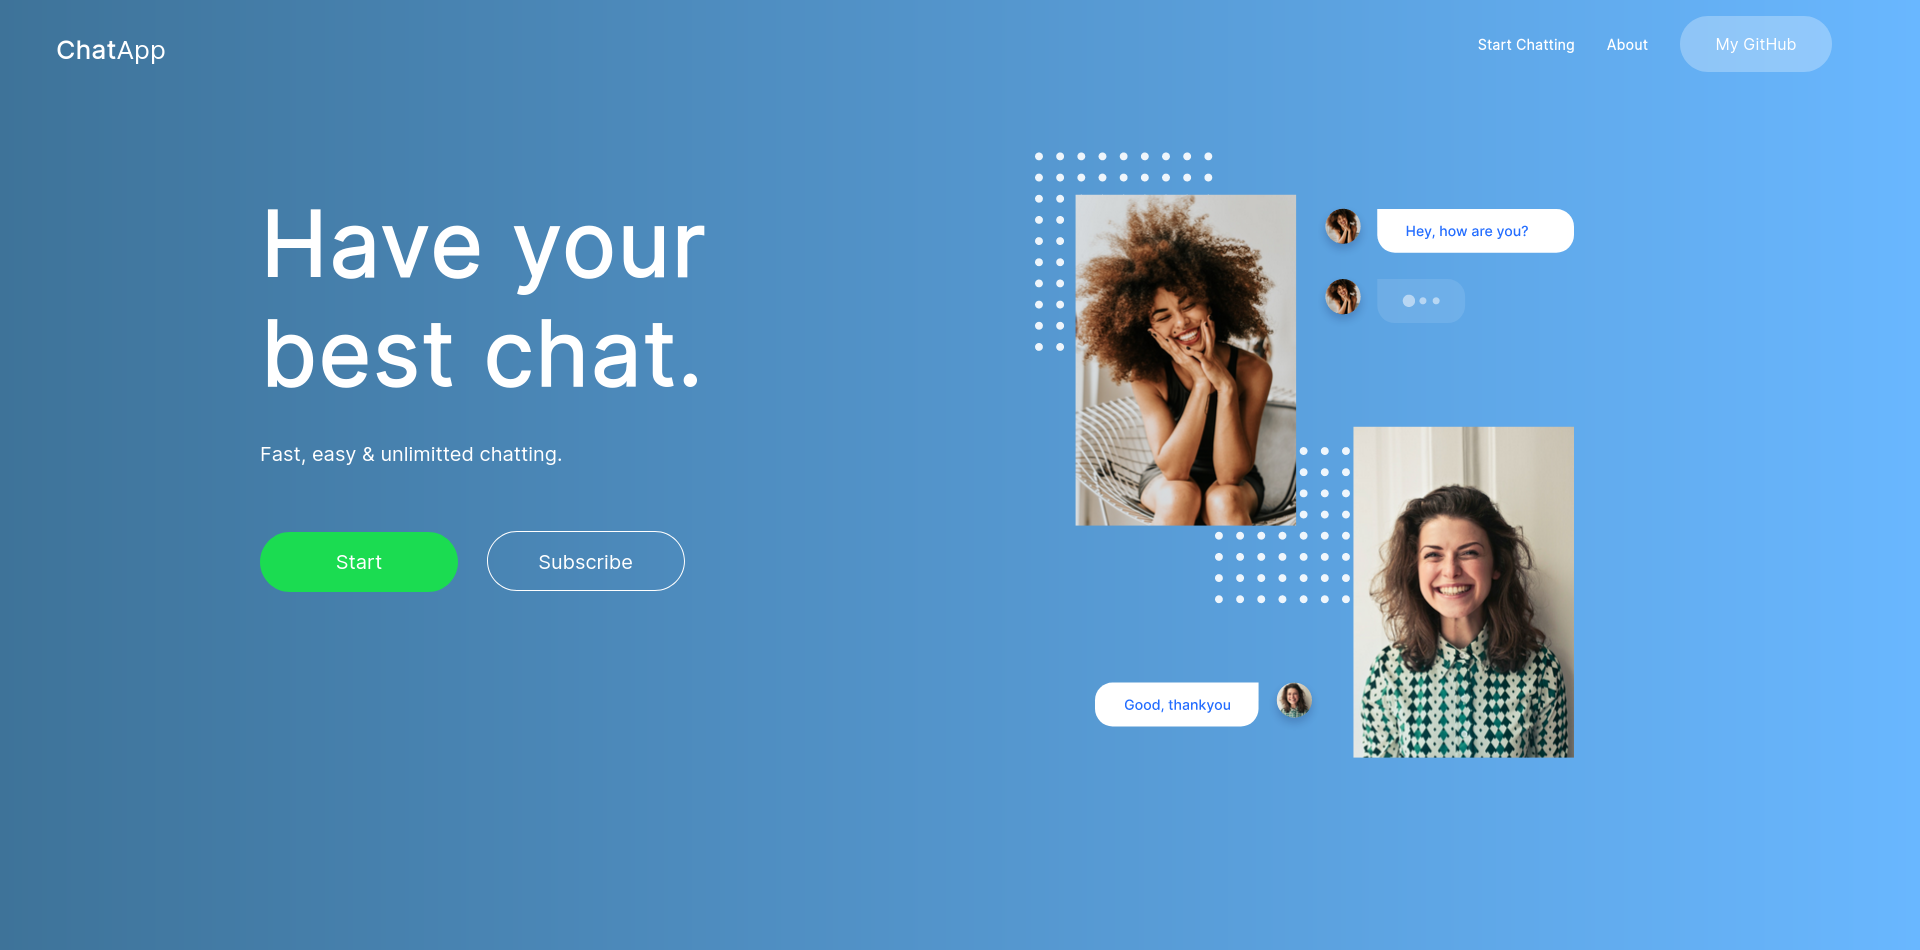 ChatApp
Start Chatting
About
My GitHub
Have your
best chat.
Fast, easy & unlimitted chatting.
Start
Subscribe
Hey, how are you?
Good, thankyou